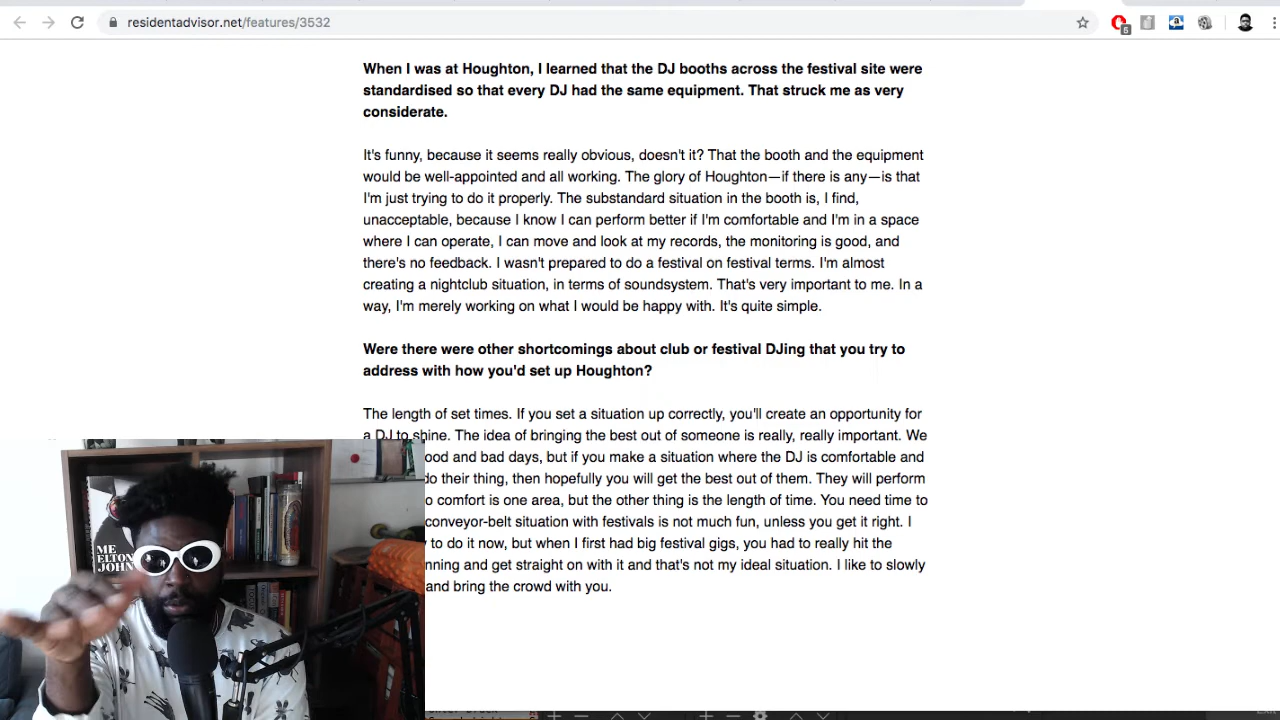 residentadvisor.net/features/3532
5
When I was at Houghton, I learned that the DJ booths across the festival site were
standardised so that every DJ had the same equipment. That struck me as very
considerate.
It's funny, because it seems really obvious, doesn't it? That the booth and the equipment
would be well-appointed and all working. The glory of Houghton—if there is any—is that
I'm just trying to do it properly. The substandard situation in the booth is, I find,
unacceptable, because I know I can perform better if I'm comfortable and I'm in a space
where I can operate, I can move and look at my records, the monitoring is good, and
there's no feedback. I wasn't prepared to do a festival on festival terms. I'm almost
creating a nightclub situation, in terms of soundsystem. That's very important to me. In a
way, I'm merely working on what I would be happy with. It's quite simple.
Were there were other shortcomings about club or festival DJing that you try to
address with how you'd set up Houghton?
The length of set times. If you set a situation up correctly, you'll create an opportunity for
a DJ to shine. The idea of bringing the best out of someone is really, really important. We
ood and bad days, but if you make a situation where the DJ is comfortable and
do their thing, then hopefully you will get the best out of them. They will perform
o comfort is one area, but the other thing is the length of time. You need time to
conveyor-belt situation with festivals is not much fun, unless you get it right. I
y to do it now, but when I first had big festival gigs, you had to really hit the
nning and get straight on with it and that's not my ideal situation. I like to slowly
and bring the crowd with you.
ME
ELTON
JOHN